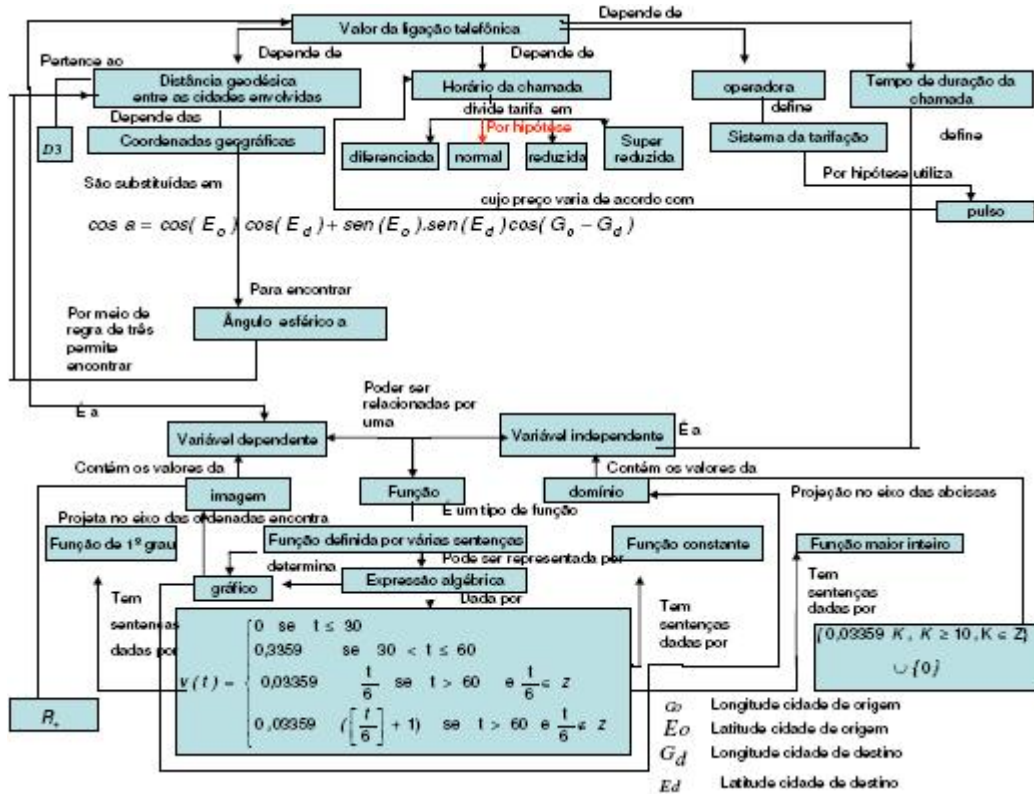 Depende de
Valor da ligação telefônica
Depende de
Depende de
Pertence ao
Distância geodésica
entre as cidades envolvidas
Horário da chamada
operadora
Tempo de duração da
chamada
divide tarifa em
define
Depende das
Por hipótese
D3
Coordenadas geográficas
diferenciada
normal
reduzida
Super
reduzida
Sistema da tarifação
define
São substituídas em
Por hipótese utiliza
cujo preço varia de acordo com
pulso
cos a = cos( E o ) cos( E d ) + sen ( E o ).sen ( E d ) cos( G o − G d )
Para encontrar
Por meio de
regra de três
permite
encontrar
Ângulo esférico a
Poder ser
relacionadas por
uma
É a
Variável dependente
Variável independente
É a
Contém os valores da
Contém os valores da
imagem
Função
domínio
Projeção no eixo das abcissas
Projeta no eixo das ordenadas encontra
É um tipo de função
Função de 1º grau
Função definida por várias sentenças
Função constante
Função maior inteiro
determina
Pode ser representada por
gráfico
Expressão algébrica
Tem
sentenças
dadas por
Dada por
Tem
sentenças
dadas por
Tem
sentenças
dadas por
0 se t ≤ 30
0,3359 se 30 < t ≤ 60
v( t ) = 0,03359 t/6 se t > 60 e t/6 ∈ z
0,03359 ([t/6] + 1) se t > 60 e t/6 ∉ z
{0,03359 K , K ≥ 10 , K ∈ Z}
∪ {0}
R+
Go Longitude cidade de origem
Eo Latitude cidade de origem
Gd Longitude cidade de destino
Ed Latitude cidade de destino